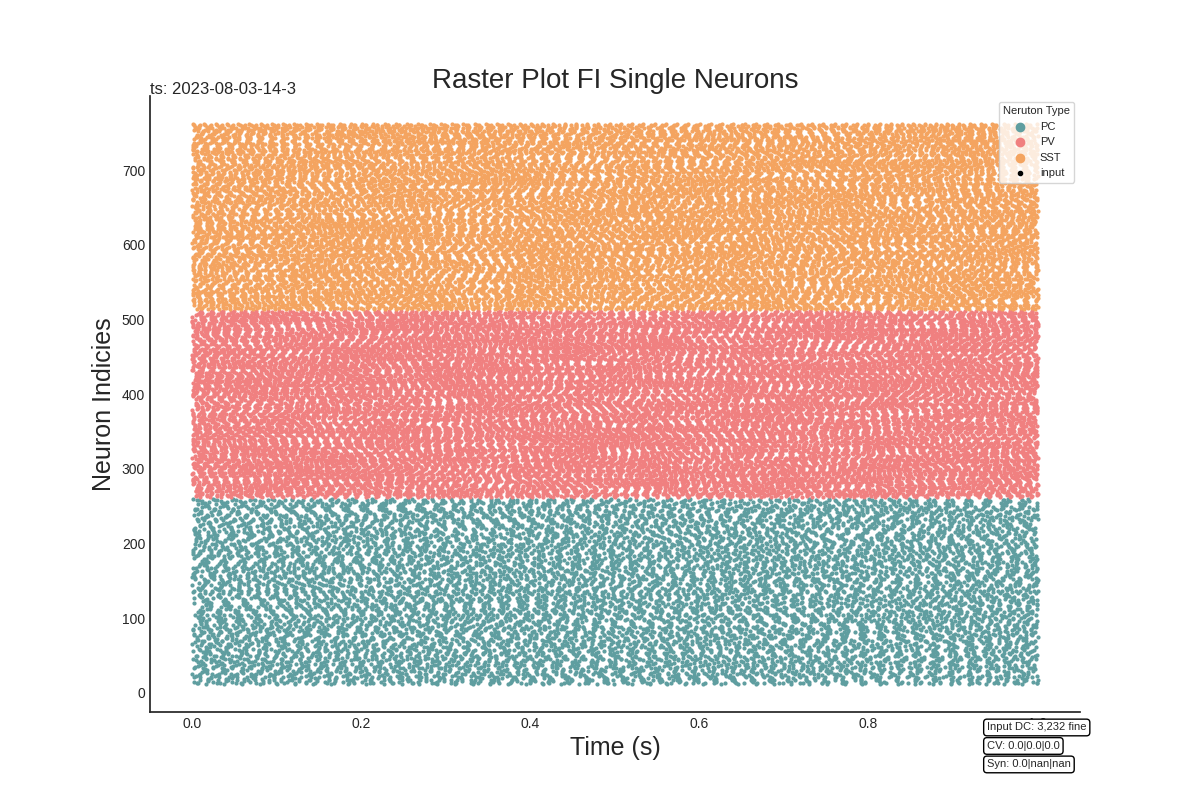 Raster Plot FI Single Neurons
ts: 2023-08-03-14-3
Neruton Type
PC
PV
SST
input
Neuron Indicies
700
600
500
400
300
200
100
0
0.0 0.2 0.4 0.6 0.8
Time (s)
Input DC: 3,232 fine
CV: 0.0|0.0|0.0
Syn: 0.0|nan|nan